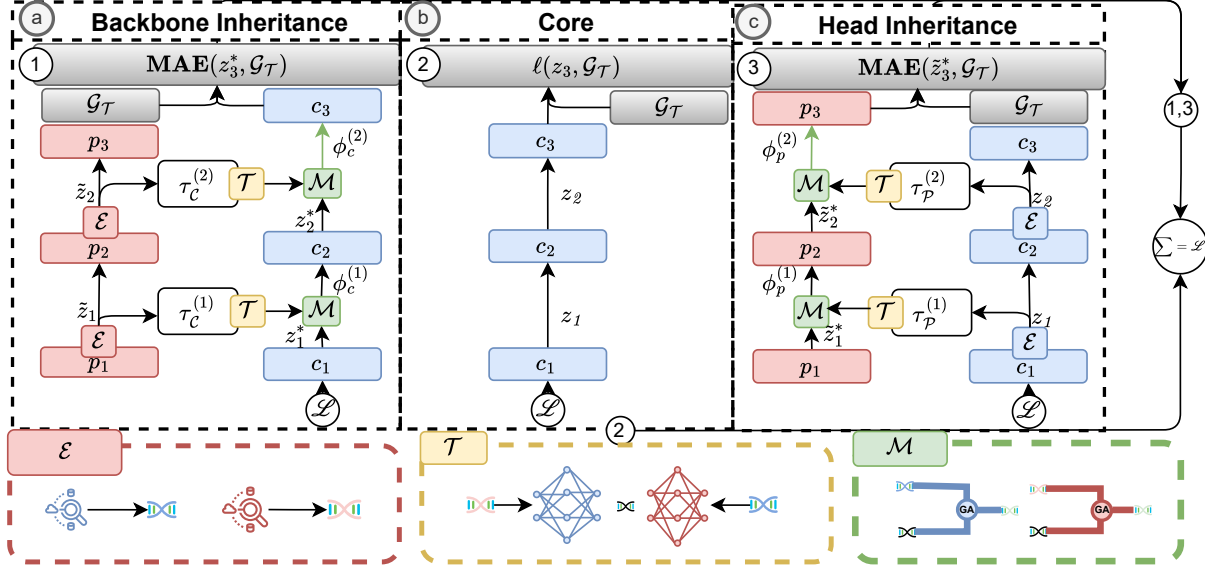 a Backbone Inheritance
b Core
c Head Inheritance
1 MAE(z₃*, 𝒢_𝒯)
2 ℓ(z₃, 𝒢_𝒯)
3 MAE(z̃₃*, 𝒢_𝒯)
𝒢_𝒯
c₃
p₃
τ_𝒞^(2)
𝒯
ϕ_c^(2)
ℳ
z̃₂
ℰ
z₂*
p₂
c₂
ϕ_c^(1)
z̃₁
τ_𝒞^(1)
𝒯
ℳ
ℰ
z₁*
p₁
c₁
ℒ
𝒢_𝒯
c₃
z₂
c₂
z₁
c₁
ℒ
p₃
𝒢_𝒯
c₃
ϕ_p^(2)
ℳ
𝒯
τ_𝒫^(2)
z₂
z̃₂*
ℰ
p₂
c₂
ϕ_p^(1)
ℳ
𝒯
τ_𝒫^(1)
z₁
z̃₁*
ℰ
p₁
c₁
ℒ
1,3
∑ = ℒ
2
ℰ
𝒯
ℳ
GA
GA